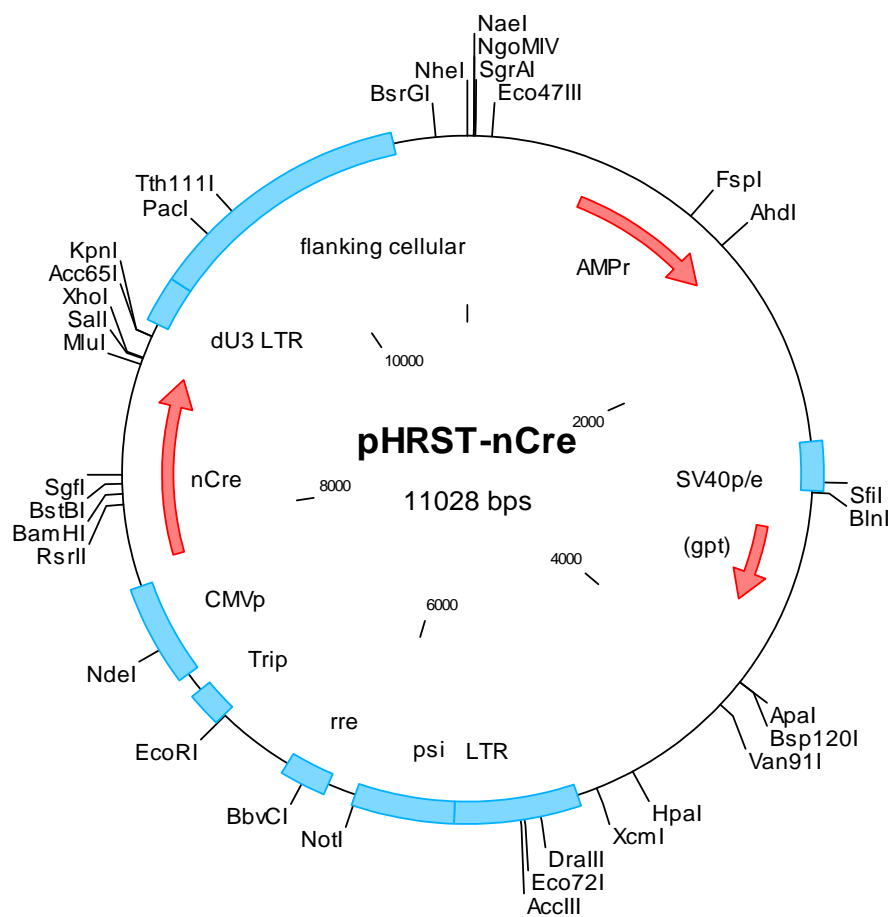 NaeI
NgoMIV
NheI
SgrAI
BsrGI
Eco47III
FspI
AhdI
Tth111I
PacI
KpnI
Acc65I
XhoI
SalI
MluI
flanking cellular
AMPr
dU3 LTR
10000
2000
pHRST-nCre
11028 bps
SV40p/e
SfiI
BlnI
nCre
8000
SgfI
BstBI
BamHI
RsrII
(gpt)
4000
CMVp
6000
Trip
NdeI
rre
psi
LTR
EcoRI
ApaI
Bsp120I
Van91I
BbvCI
NotI
HpaI
XcmI
DraIII
Eco72I
AccIII